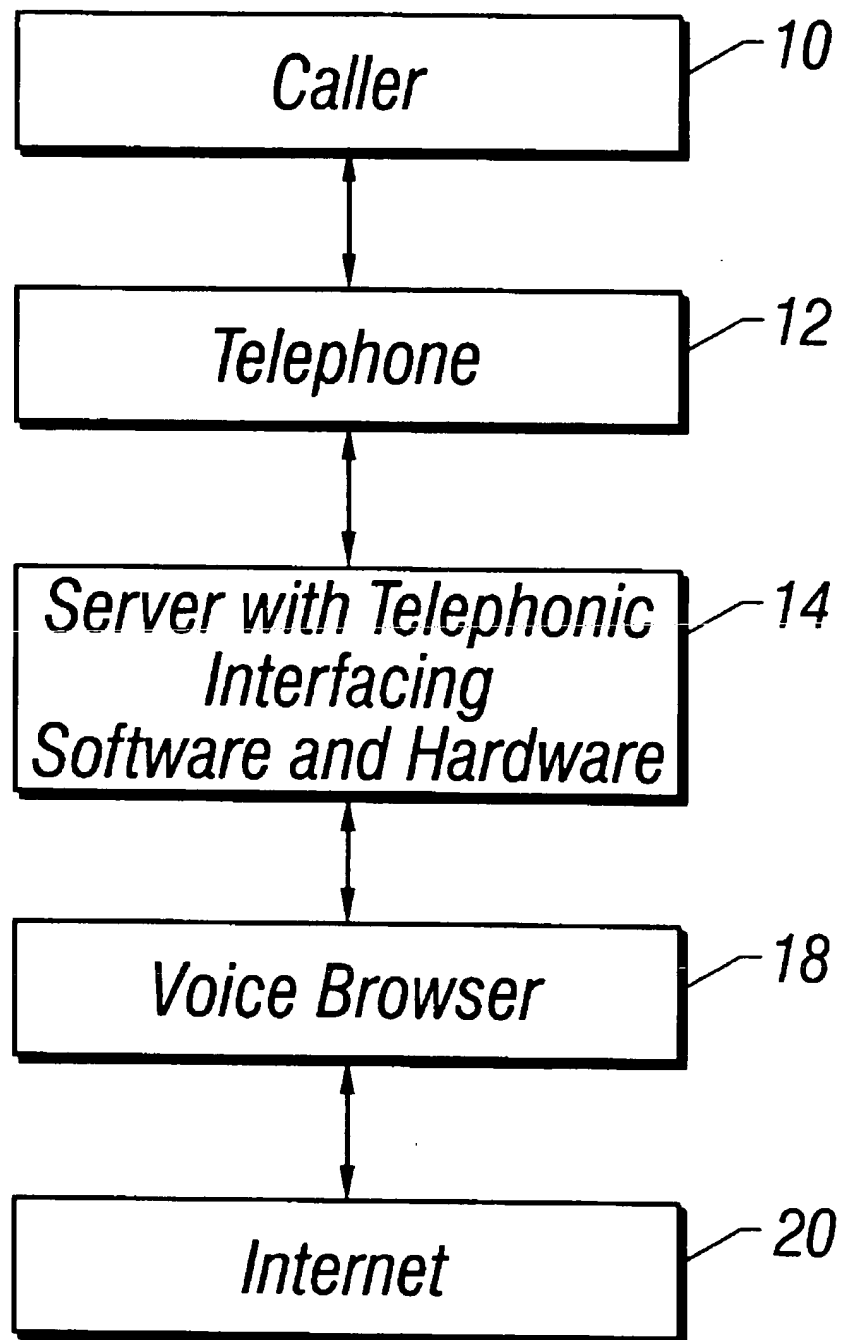 Caller
10
Telephone
12
Server with Telephonic
Interfacing
Software and Hardware
14
Voice Browser
18
Internet
20